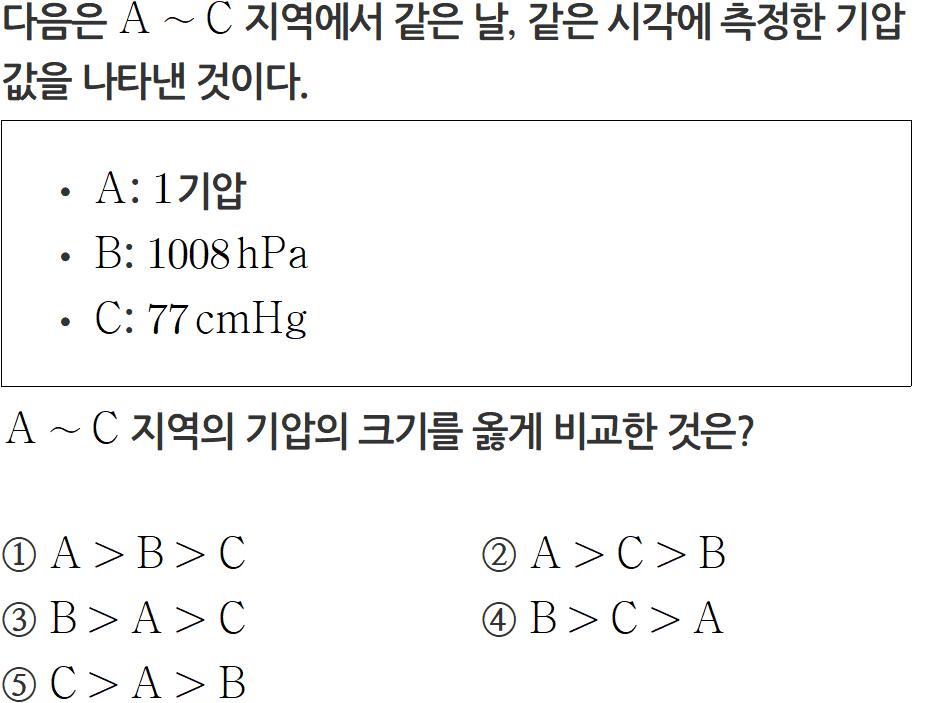 다음은 A ~ C 지역에서 같은 날, 같은 시각에 측정한 기압
값을 나타낸 것이다.
• A: 1기압
• B: 1008 hPa
• C: 77 cmHg
A ~ C 지역의 기압의 크기를 옳게 비교한 것은?
① A > B > C ② A > C > B
③ B > A > C ④ B > C > A
⑤ C > A > B